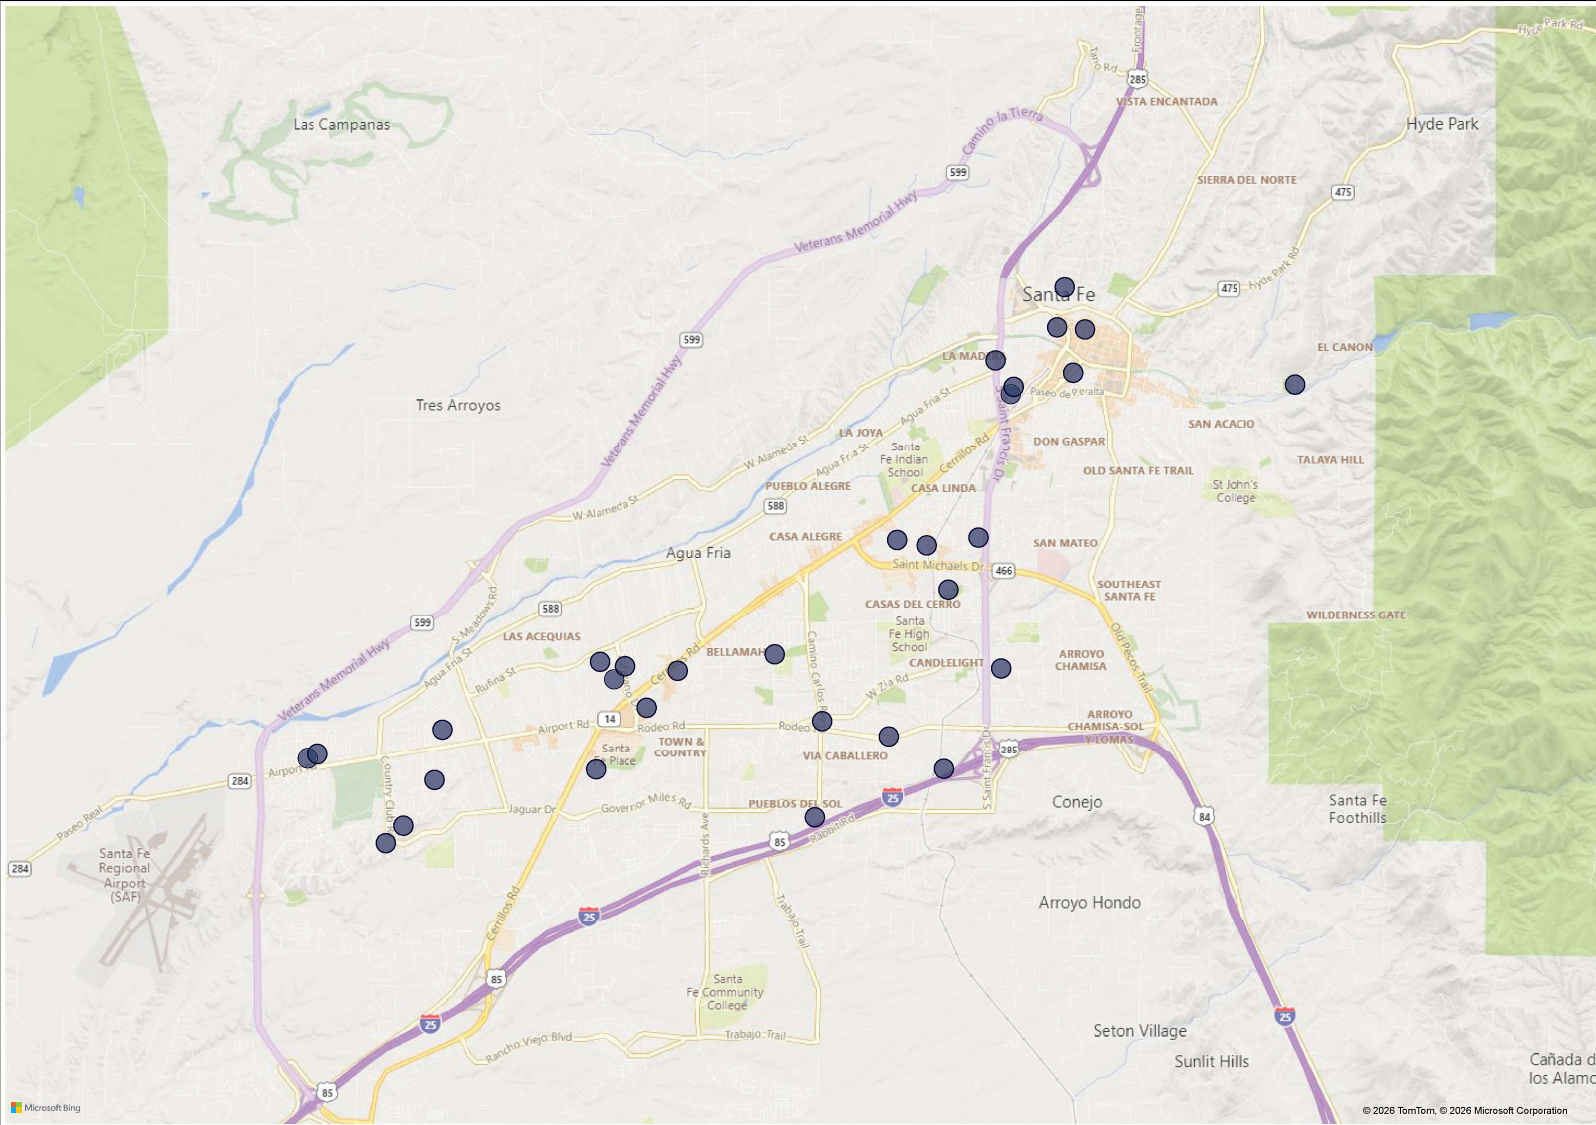 Frontage
Hyde Park Rd
Tano Rd
285
VISTA ENCANTADA
Las Campanas
Camino la Tierra
Hyde Park
599
SIERRA DEL NORTE
475
Veterans Memorial Hwy
Hyde Park Rd
475
Santa Fe
599
EL CANON
LA MAD
Veterans Memorial Hwy
Paseo de Peralta
Agua Fria St
Tres Arroyos
S Saint Francis Dr
SAN ACACIO
LA JOYA
DON GASPAR
Santa
Fe Indian
School
Cerrillos Rd
W Alameda St
Agua Fria St
TALAYA HILL
OLD SANTA FE TRAIL
PUEBLO ALEGRE
CASA LINDA
St John's
College
588
W Alameda St
CASA ALEGRE
SAN MATEO
Agua Fria
Saint Michaels Dr
466
SOUTHEAST
SANTA FE
588
CASAS DEL CERRO
WILDERNESS GATE
599
S Meadows Rd
LAS ACEQUIAS
Santa
Fe High
School
Old Pecos Trail
BELLAMAH
Camino Carlos R
CANDLELIGHT
ARROYO
CHAMISA
Agua Fria St
Rufina St
Cerrillos Rd
W Zia Rd
Veterans Memorial Hwy
14
Airport Rd
Rodeo Rd
Rodeo
ARROYO
CHAMISA-SOL
Y LOMAS
TOWN &
COUNTRY
Santa
Fe Place
VIA CABALLERO
285
S Saint Francis Dr
Airport Rd
284
Country Club R
25
PUEBLOS DEL SOL
Conejo
Santa Fe
Foothills
Paseo Real
Jaguar Dr
Governor Miles Rd
84
Rabbit Rd
85
Richards Ave
Santa Fe
Regional
Airport
(SAF)
284
Cerrillos Rd
25
Arroyo Hondo
Trabajo Trail
85
Santa
Fe Community
College
25
25
Seton Village
Rancho Viejo Blvd
Trabajo Trail
Sunlit Hills
Cañada d
los Alamo
85
Microsoft Bing
© 2026 TomTom, © 2026 Microsoft Corporation